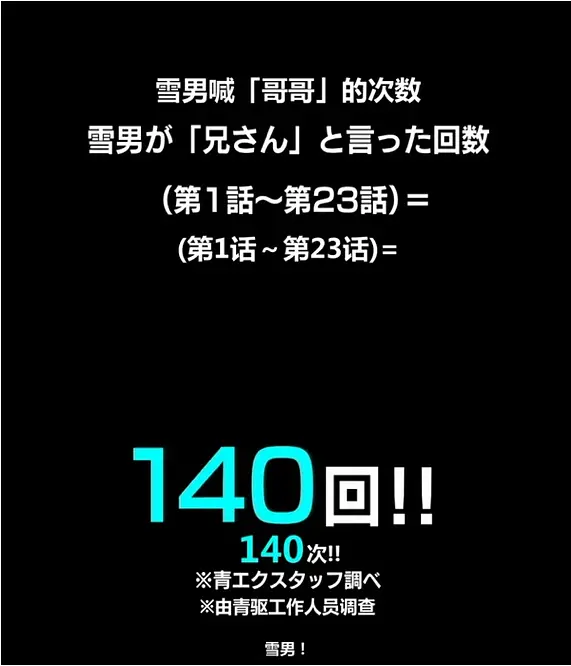 雪男喊「哥哥」的次数
雪男が「兄さん」と言った回数
(第1話～第23話)＝
(第1话～第23话)=
140回!!
140次!!
※青エクスタッフ調べ
※由青驱工作人员调查
雪男！